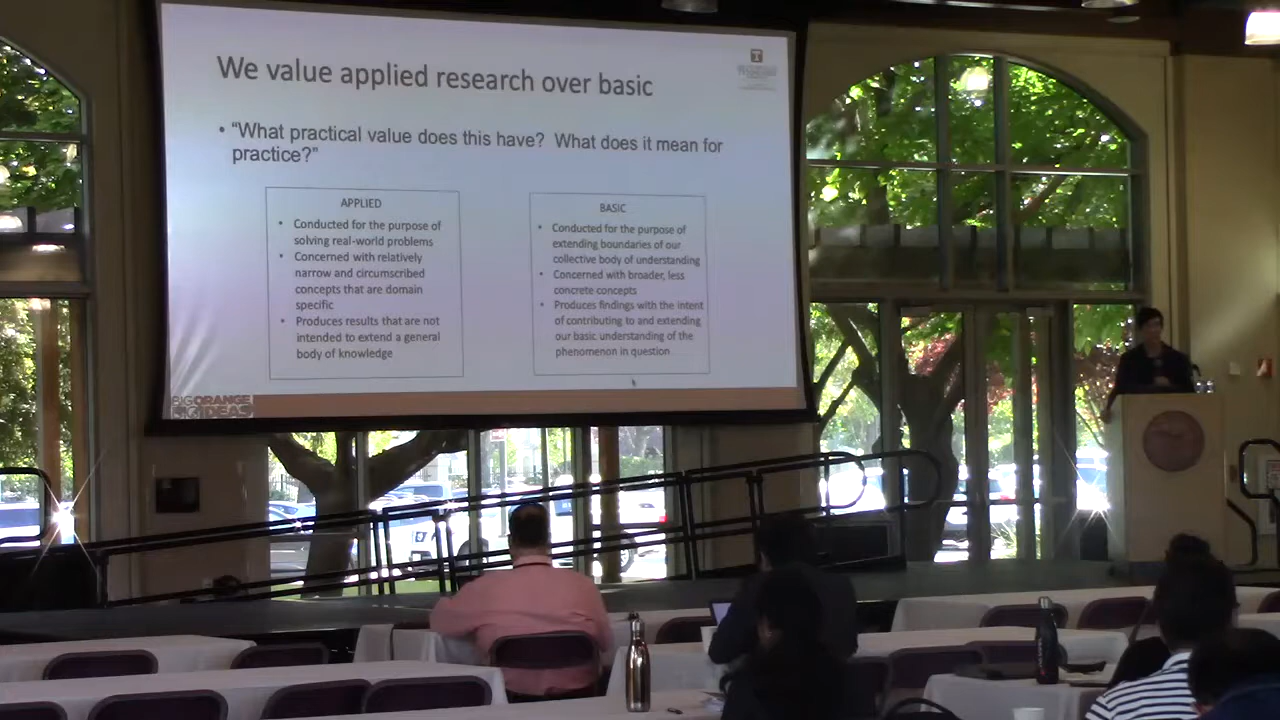 We value applied research over basic
• "What practical value does this have? What does it mean for
practice?"
APPLIED
• Conducted for the purpose of
solving real-world problems
• Concerned with relatively
narrow and circumscribed
concepts that are domain
specific
• Produces results that are not
intended to extend a general
body of knowledge
BASIC
• Conducted for the purpose of
extending boundaries of our
collective body of understanding
• Concerned with broader, less
concrete concepts
• Produces findings with the intent
of contributing to and extending
our basic understanding of the
phenomenon in question
BIGORANGE
BIGIDEAS